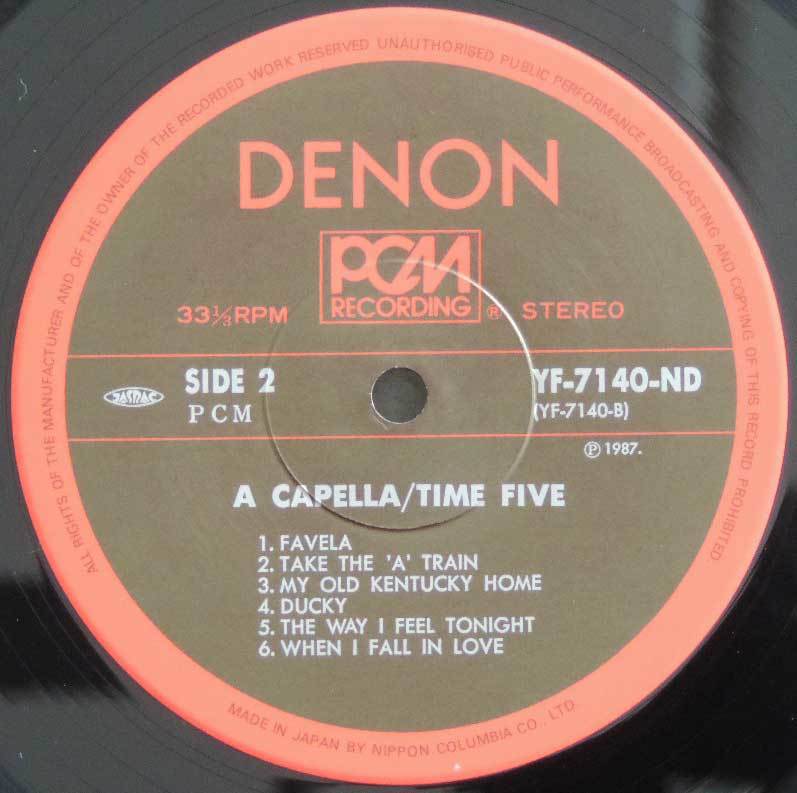 ALL RIGHTS OF THE MANUFACTURER AND OF THE OWNER OF THE RECORDED WORK RESERVED UNAUTHORISED PUBLIC PERFORMANCE BROADCASTING AND COPYING OF THIS RECORD PROHIBITED
DENON
PCM
RECORDING ®
33⅓RPM
STEREO
JASRAC
SIDE 2
PCM
YF-7140-ND
(YF-7140-B)
℗ 1987.
A CAPELLA/TIME FIVE
1. FAVELA
2. TAKE THE 'A' TRAIN
3. MY OLD KENTUCKY HOME
4. DUCKY
5. THE WAY I FEEL TONIGHT
6. WHEN I FALL IN LOVE
MADE IN JAPAN BY NIPPON COLUMBIA CO., LTD.